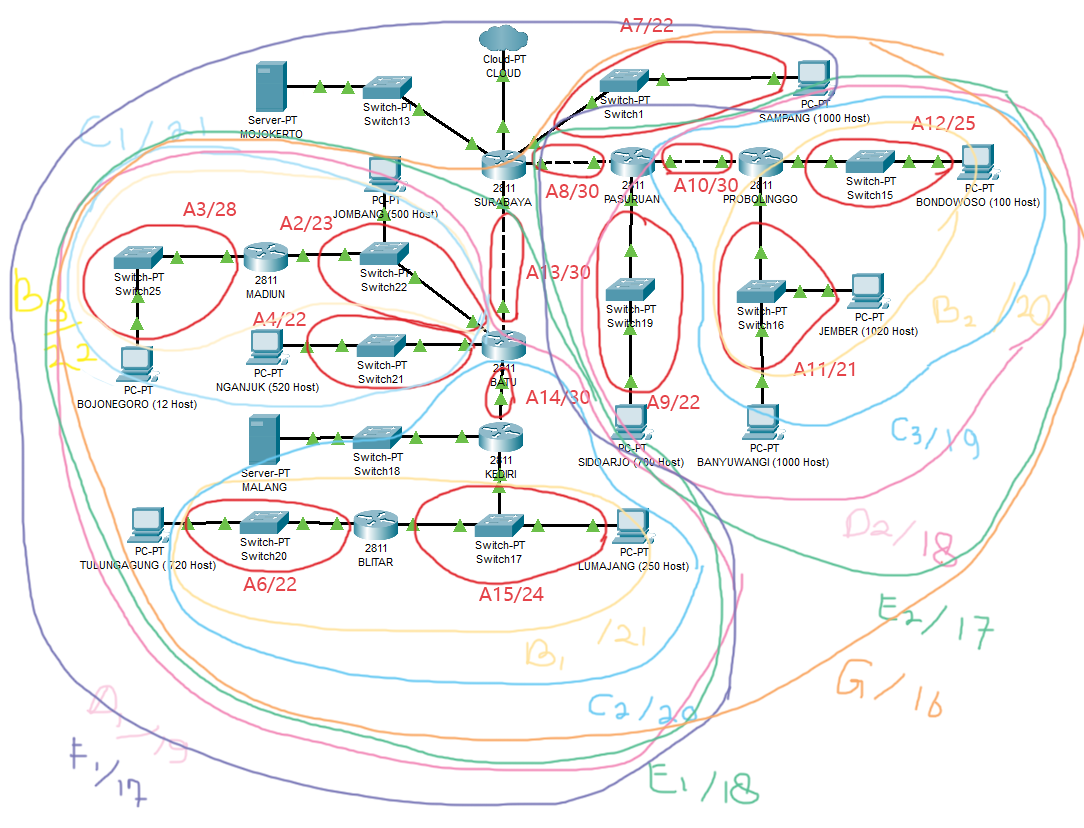 A7/22
Cloud-PT
CLOUD
Server-PT
MOJOKERTO
Switch-PT
Switch13
Switch-PT
Switch1
PC-PT
SAMPANG (1000 Host)
C1/21
A12/25
2811
SURABAYA
A8/30
2811
PASURUAN
A10/30
2811
PROBOLINGGO
Switch-PT
Switch15
PC-PT
BONDOWOSO (100 Host)
PC-PT
JOMBANG (500 Host)
A3/28
A2/23
Switch-PT
Switch25
2811
MADIUN
Switch-PT
Switch22
A13/30
B3
22
Switch-PT
Switch19
Switch-PT
Switch16
PC-PT
JEMBER (1020 Host)
B2/20
A4/22
PC-PT
NGANJUK (520 Host)
Switch-PT
Switch21
2811
BATU
PC-PT
BOJONEGORO (12 Host)
A11/21
A14/30
A9/22
PC-PT
SIDOARJO (700 Host)
PC-PT
BANYUWANGI (1000 Host)
C3/19
Server-PT
MALANG
Switch-PT
Switch18
2811
KEDIRI
PC-PT
TULUNGAGUNG (720 Host)
Switch-PT
Switch20
2811
BLITAR
Switch-PT
Switch17
PC-PT
LUMAJANG (250 Host)
D2/18
A6/22
A15/24
E2/17
B1/21
G/16
C2/20
F1/17
E1/18